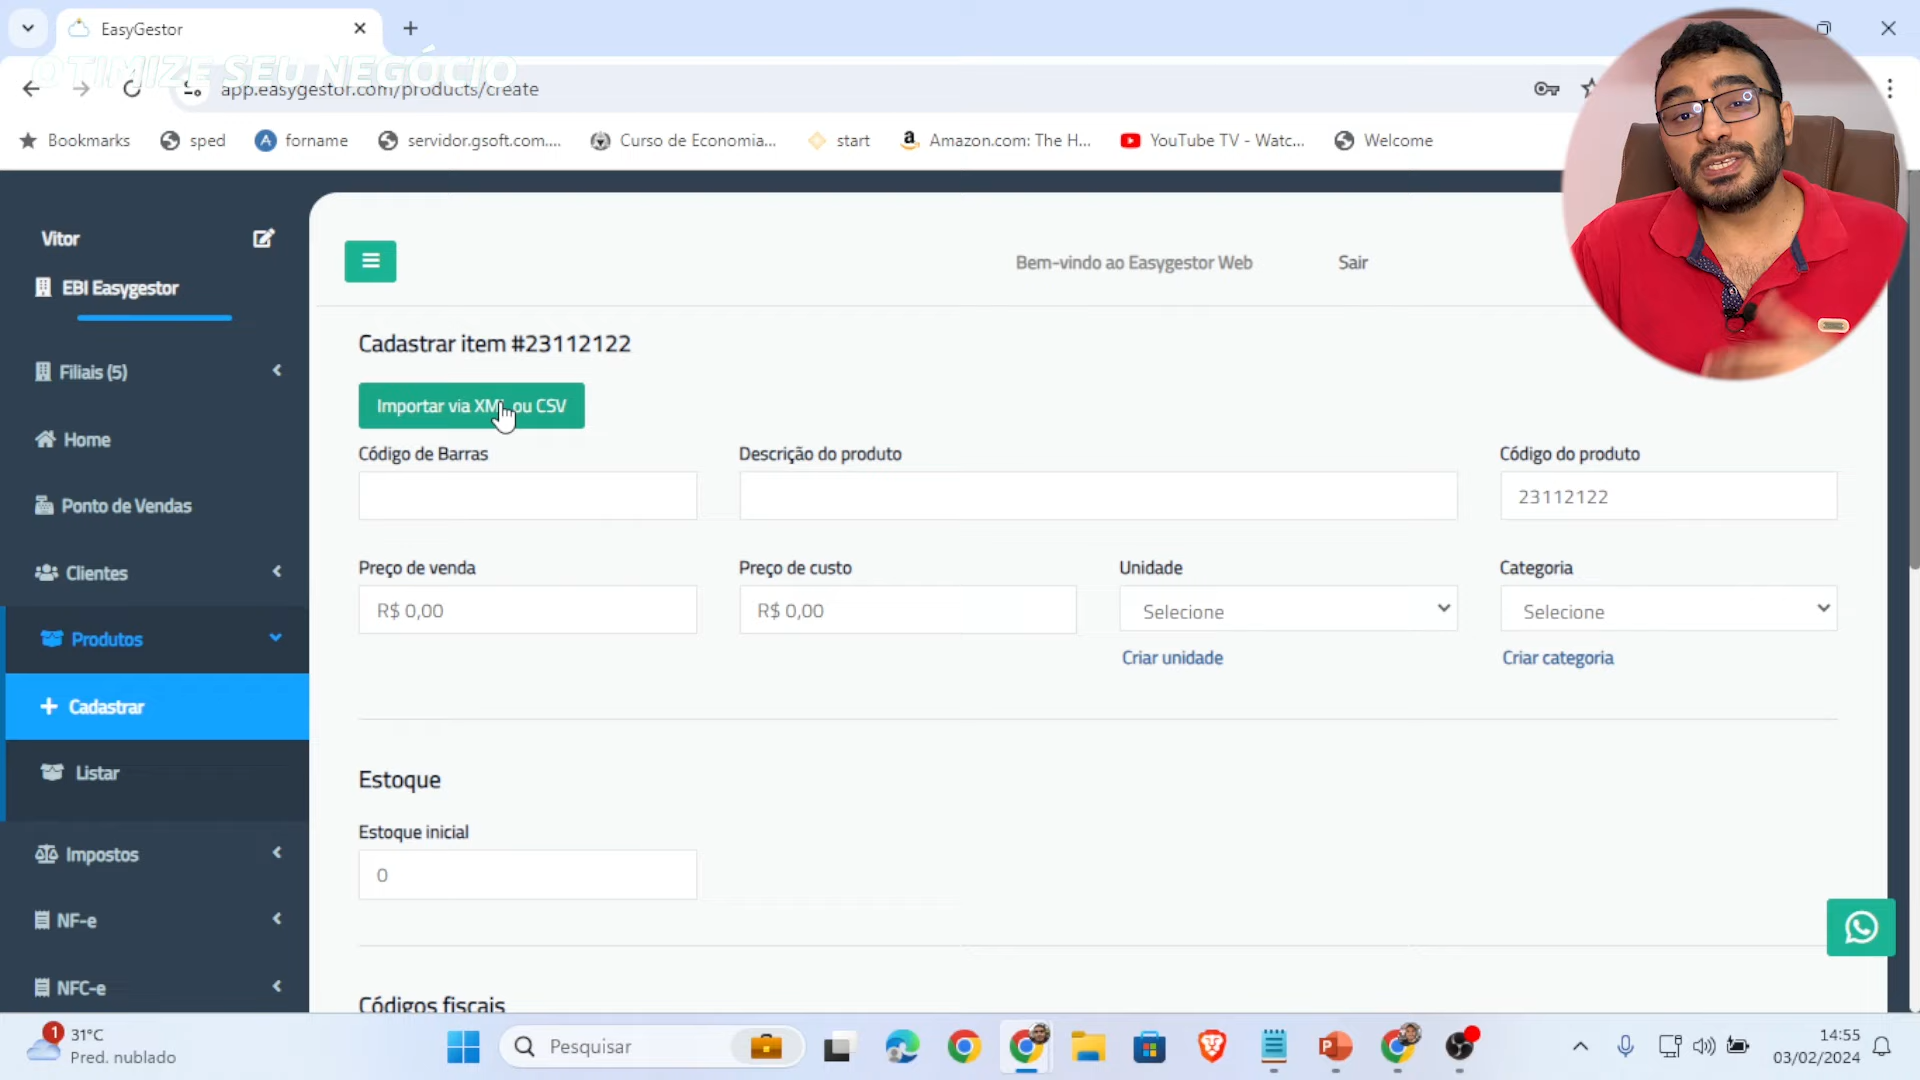 EasyGestor
OTIMIZE SEU NEGÓCIO
app.easygestor.com/products/create
Bookmarks
sped
forname
servidor.gsoft.com....
Curso de Economia...
start
Amazon.com: The H...
YouTube TV - Watc...
Welcome
Vitor
EBI Easygestor
Filiais (5)
Home
Ponto de Vendas
Clientes
Produtos
Cadastrar
Listar
Impostos
NF-e
NFC-e
Bem-vindo ao Easygestor Web
Sair
Cadastrar item #23112122
Importar via XML ou CSV
Código de Barras
Descrição do produto
Código do produto
23112122
Preço de venda
Preço de custo
Unidade
Categoria
R$ 0,00
R$ 0,00
Selecione
Selecione
Criar unidade
Criar categoria
Estoque
Estoque inicial
0
Códigos fiscais
1
31°C
Pred. nublado
Pesquisar
14:55
03/02/2024